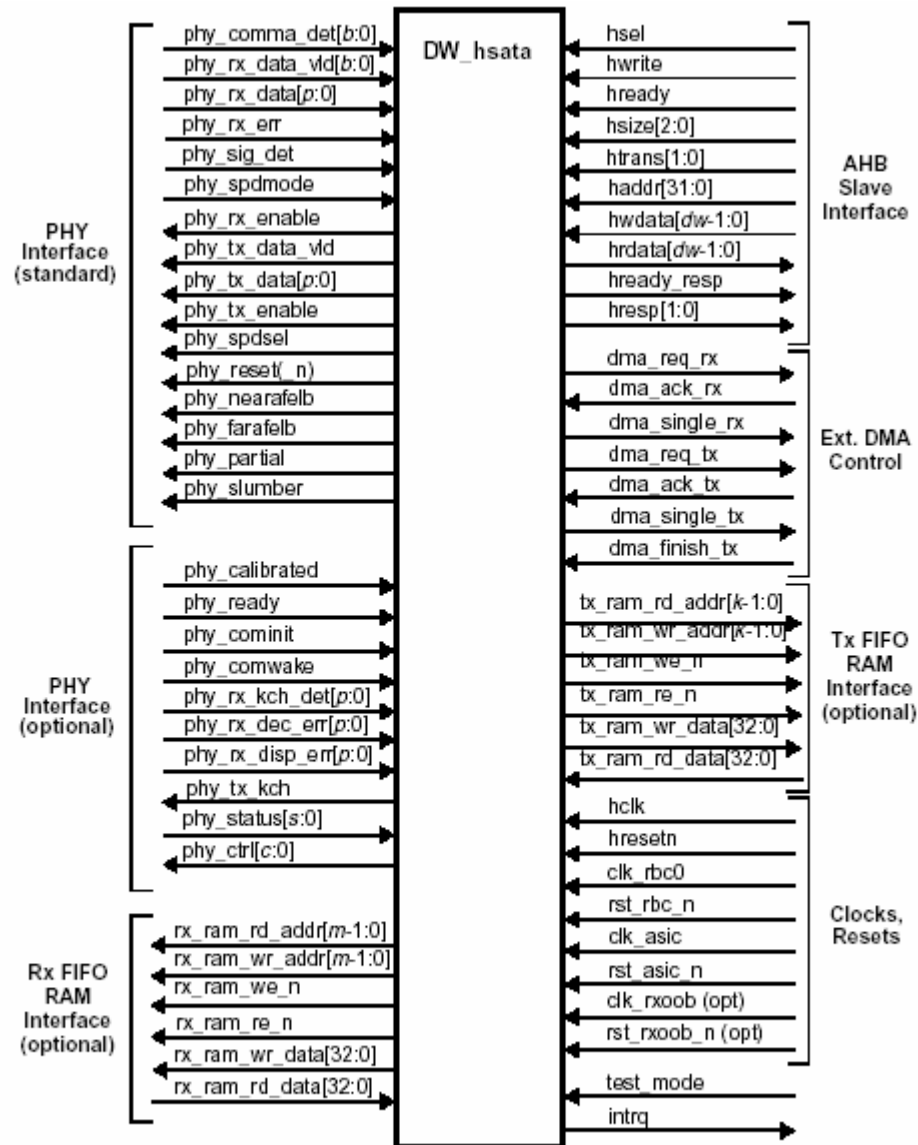 DW_hsata
PHY
Interface
(standard)
phy_comma_det[b:0]
phy_rx_data_vld[b:0]
phy_rx_data[p:0]
phy_rx_err
phy_sig_det
phy_spdmode
phy_rx_enable
phy_tx_data_vld
phy_tx_data[p:0]
phy_tx_enable
phy_spdsel
phy_reset(_n)
phy_nearafelb
phy_farafelb
phy_partial
phy_slumber
PHY
Interface
(optional)
phy_calibrated
phy_ready
phy_cominit
phy_comwake
phy_rx_kch_det[p:0]
phy_rx_dec_err[p:0]
phy_rx_disp_err[p:0]
phy_tx_kch
phy_status[s:0]
phy_ctrl[c:0]
Rx FIFO
RAM
Interface
(optional)
rx_ram_rd_addr[m-1:0]
rx_ram_wr_addr[m-1:0]
rx_ram_we_n
rx_ram_re_n
rx_ram_wr_data[32:0]
rx_ram_rd_data[32:0]
hsel
hwrite
hready
hsize[2:0]
htrans[1:0]
haddr[31:0]
hwdata[dw-1:0]
hrdata[dw-1:0]
hready_resp
hresp[1:0]
AHB
Slave
Interface
dma_req_rx
dma_ack_rx
dma_single_rx
dma_req_tx
dma_ack_tx
dma_single_tx
dma_finish_tx
Ext. DMA
Control
tx_ram_rd_addr[k-1:0]
tx_ram_wr_addr[k-1:0]
tx_ram_we_n
tx_ram_re_n
tx_ram_wr_data[32:0]
tx_ram_rd_data[32:0]
Tx FIFO
RAM
Interface
(optional)
hclk
hresetn
clk_rbc0
rst_rbc_n
clk_asic
rst_asic_n
clk_rxoob (opt)
rst_rxoob_n (opt)
Clocks,
Resets
test_mode
intrq